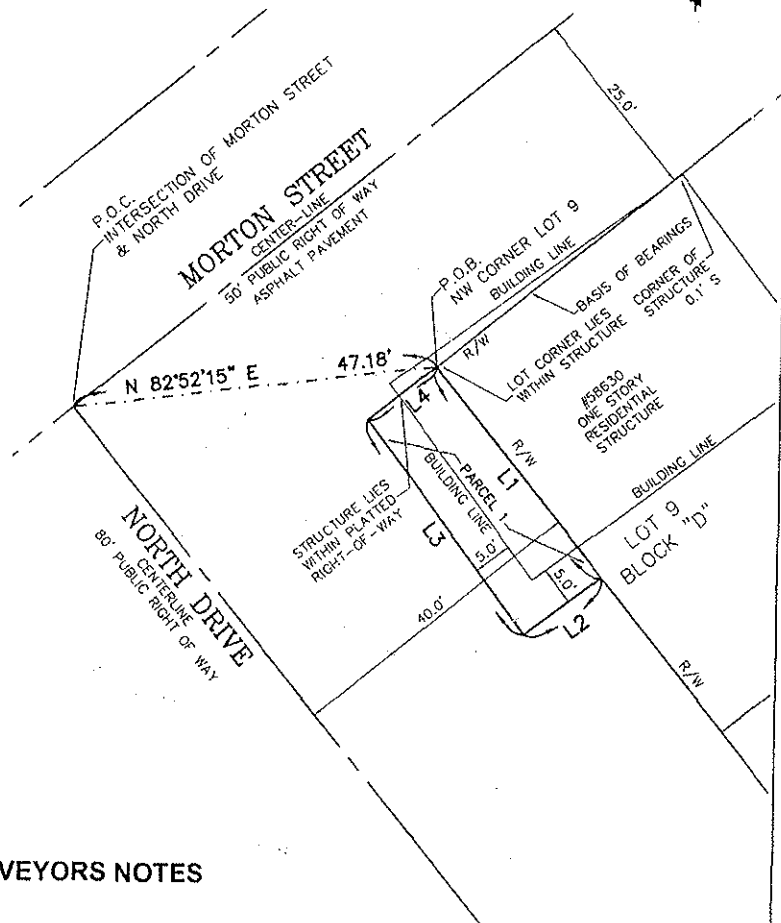 25.0'
P.O.C.
INTERSECTION OF MORTON STREET
& NORTH DRIVE
MORTON STREET
CENTER-LINE
50' PUBLIC RIGHT OF WAY
ASPHALT PAVEMENT
P.O.B.
NW CORNER LOT 9
BUILDING LINE
BASIS OF BEARINGS
R/W
LOT CORNER LIES
WITHIN STRUCTURE
CORNER OF
STRUCTURE
0.1' S
N 82°52'15" E
47.18'
L4
#58630
ONE STORY
RESIDENTIAL
STRUCTURE
R/W
L1
PARCEL 1
BUILDING LINE
BUILDING LINE
STRUCTURE LIES
WITHIN PLATTED
RIGHT-OF-WAY
L3
LOT 9
BLOCK "D"
5.0'
5.0'
40.0'
L2
NORTH DRIVE
CENTERLINE
80' PUBLIC RIGHT OF WAY
R/W
VEYORS NOTES